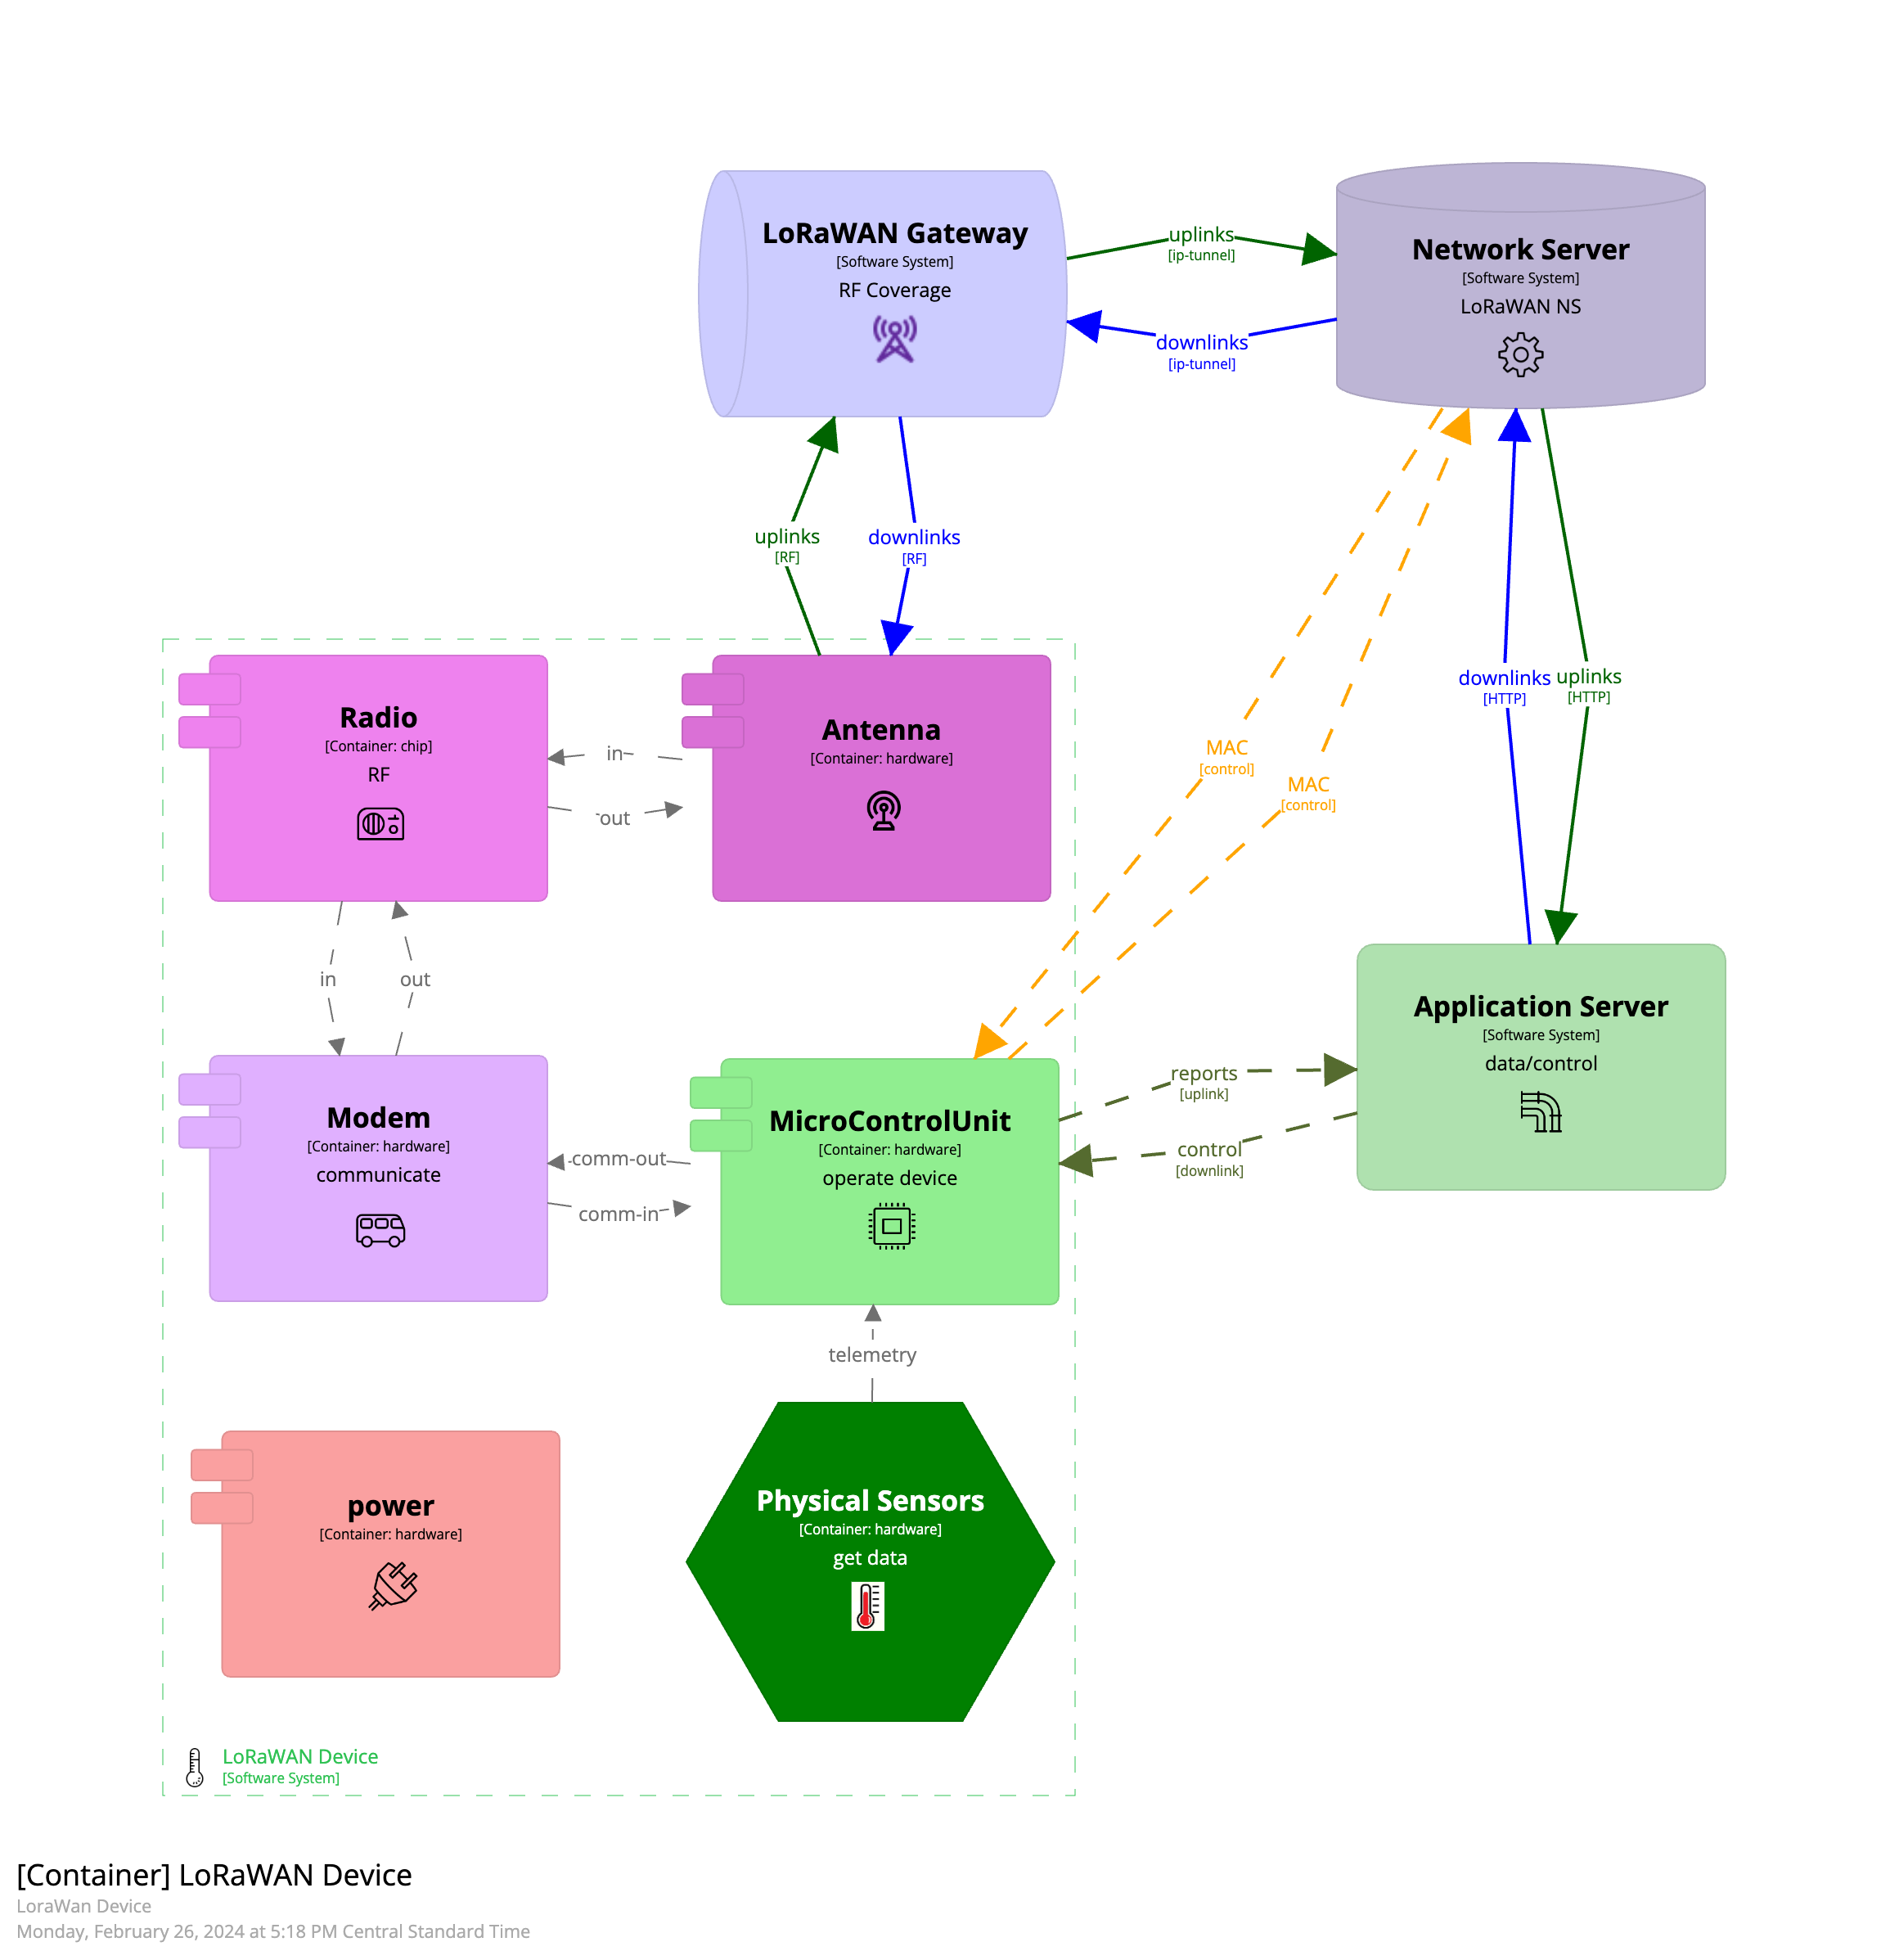 LoRaWAN Gateway
[Software System]
RF Coverage
uplinks
[ip-tunnel]
downlinks
[ip-tunnel]
Network Server
[Software System]
LoRaWAN NS
uplinks
[RF]
downlinks
[RF]
Radio
[Container: chip]
RF
in
out
Antenna
[Container: hardware]
MAC
[control]
MAC
[control]
downlinks
[HTTP]
uplinks
[HTTP]
in
out
Modem
[Container: hardware]
communicate
comm-out
comm-in
MicroControlUnit
[Container: hardware]
operate device
reports
[uplink]
control
[downlink]
Application Server
[Software System]
data/control
telemetry
power
[Container: hardware]
Physical Sensors
[Container: hardware]
get data
LoRaWAN Device
[Software System]
[Container] LoRaWAN Device
LoraWan Device
Monday, February 26, 2024 at 5:18 PM Central Standard Time